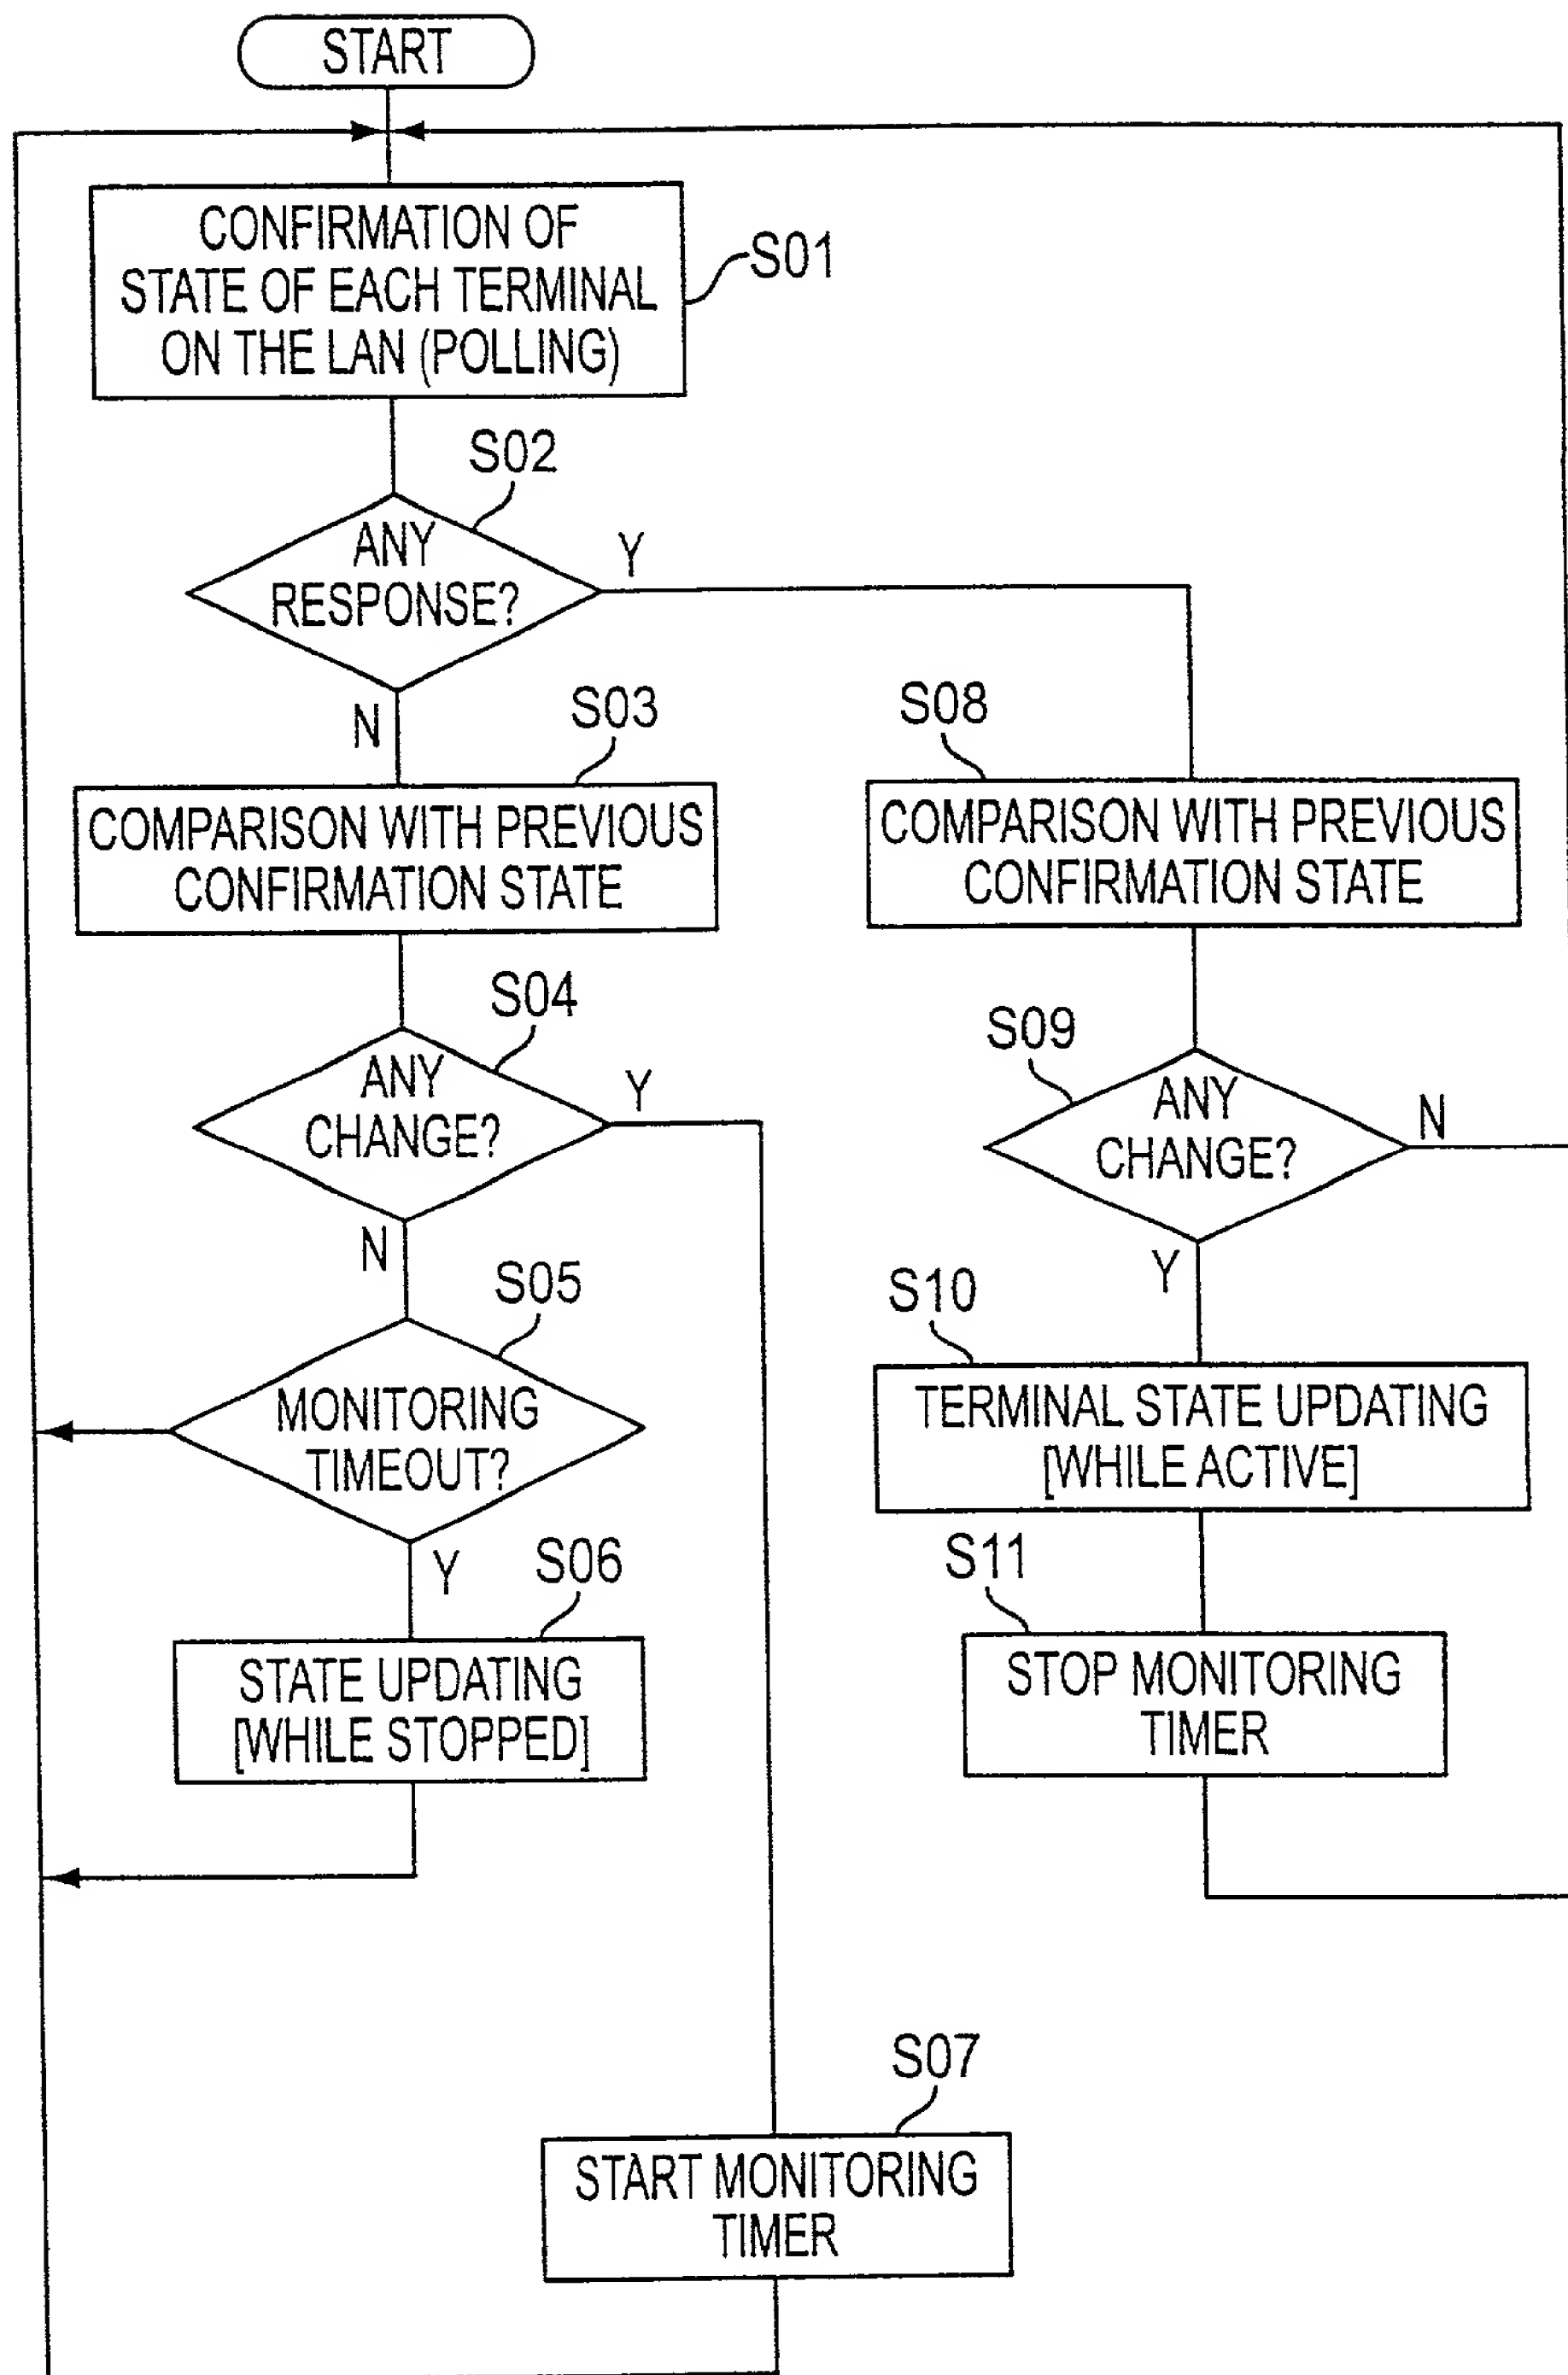 START
CONFIRMATION OF
STATE OF EACH TERMINAL
ON THE LAN (POLLING)
S01
S02
ANY
RESPONSE?
Y
N
S03
COMPARISON WITH PREVIOUS
CONFIRMATION STATE
S08
COMPARISON WITH PREVIOUS
CONFIRMATION STATE
S04
ANY
CHANGE?
Y
N
S09
ANY
CHANGE?
N
Y
S05
MONITORING
TIMEOUT?
Y
S10
TERMINAL STATE UPDATING
[WHILE ACTIVE]
S06
STATE UPDATING
[WHILE STOPPED]
S11
STOP MONITORING
TIMER
S07
START MONITORING
TIMER